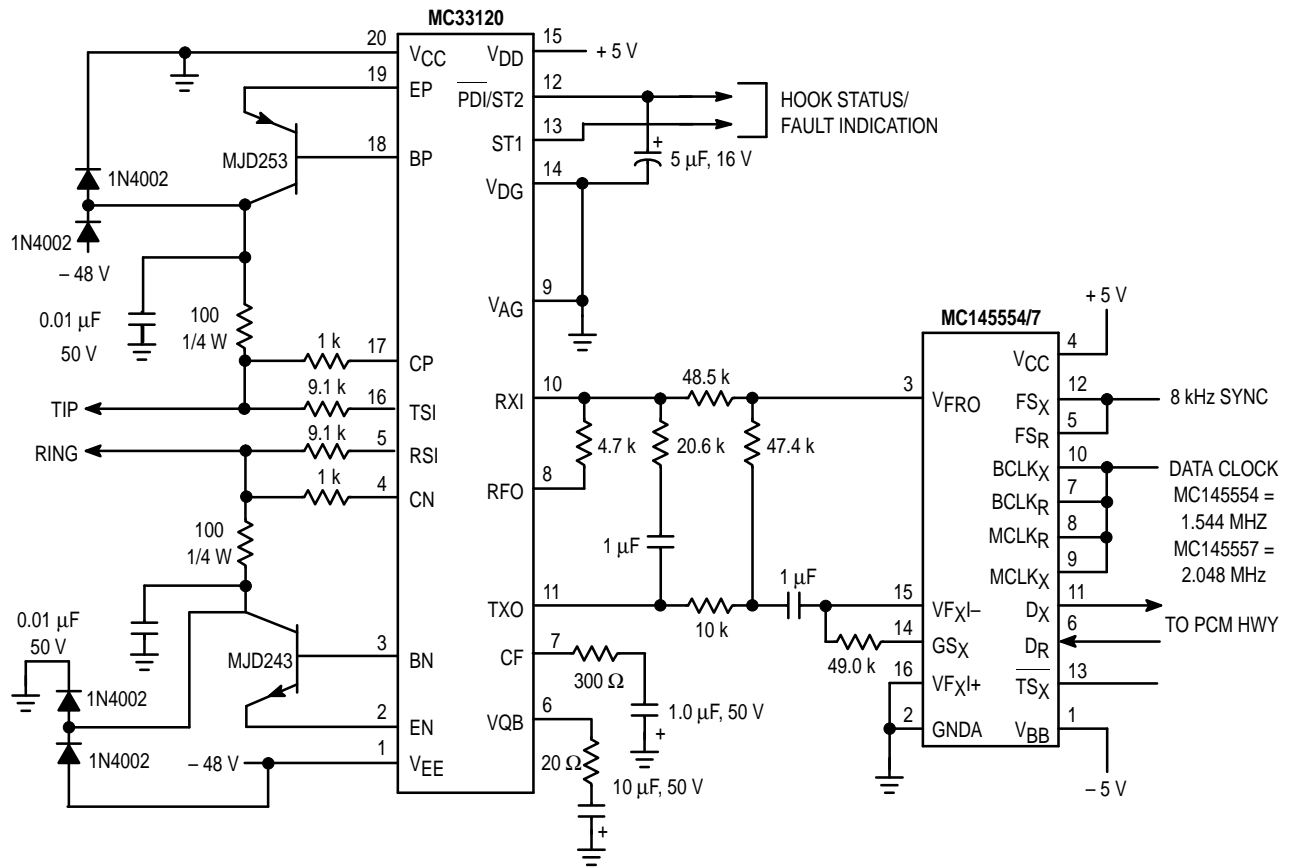 MC33120
20
VCC
VDD
15
+ 5 V
19
EP
PDI/ST2
12
HOOK STATUS/
FAULT INDICATION
ST1
13
MJD253
18
BP
+
5 μF, 16 V
14
VDG
1N4002
1N4002
– 48 V
0.01 μF
50 V
100
1/4 W
VAG
9
1 k
17
CP
9.1 k
TIP
16
TSI
RXI
10
48.5 k
RING
9.1 k
5
RSI
4.7 k
20.6 k
47.4 k
1 k
4
CN
RFO
8
100
1/4 W
1 μF
1 μF
TXO
11
10 k
49.0 k
0.01 μF
50 V
MJD243
3
BN
CF
7
300 Ω
1.0 μF, 50 V
+
1N4002
2
EN
VQB
6
1N4002
– 48 V
1
VEE
20 Ω
10 μF, 50 V
+
MC145554/7
+ 5 V
4
VCC
3
VFRO
12
FSX
8 kHz SYNC
5
FSR
10
BCLKX
DATA CLOCK
MC145554 =
1.544 MHZ
MC145557 =
2.048 MHz
7
BCLKR
8
MCLKR
9
MCLKX
15
VFXI–
11
DX
TO PCM HWY
14
GSX
6
DR
16
VFXI+
13
TSX
2
GNDA
1
VBB
– 5 V